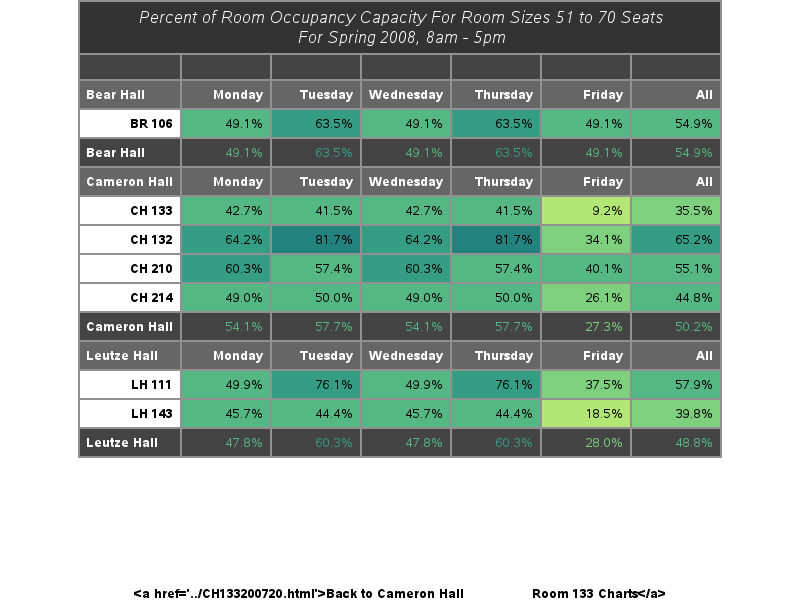 Percent of Room Occupancy Capacity For Room Sizes 51 to 70 Seats
For Spring 2008, 8am - 5pm
Bear Hall Monday Tuesday Wednesday Thursday Friday All
BR 106 49.1% 63.5% 49.1% 63.5% 49.1% 54.9%
Bear Hall 49.1% 63.5% 49.1% 63.5% 49.1% 54.9%
Cameron Hall Monday Tuesday Wednesday Thursday Friday All
CH 133 42.7% 41.5% 42.7% 41.5% 9.2% 35.5%
CH 132 64.2% 81.7% 64.2% 81.7% 34.1% 65.2%
CH 210 60.3% 57.4% 60.3% 57.4% 40.1% 55.1%
CH 214 49.0% 50.0% 49.0% 50.0% 26.1% 44.8%
Cameron Hall 54.1% 57.7% 54.1% 57.7% 27.3% 50.2%
Leutze Hall Monday Tuesday Wednesday Thursday Friday All
LH 111 49.9% 76.1% 49.9% 76.1% 37.5% 57.9%
LH 143 45.7% 44.4% 45.7% 44.4% 18.5% 39.8%
Leutze Hall 47.8% 60.3% 47.8% 60.3% 28.0% 48.8%
<a href='../CH133200720.html'>Back to Cameron Hall Room 133 Charts</a>